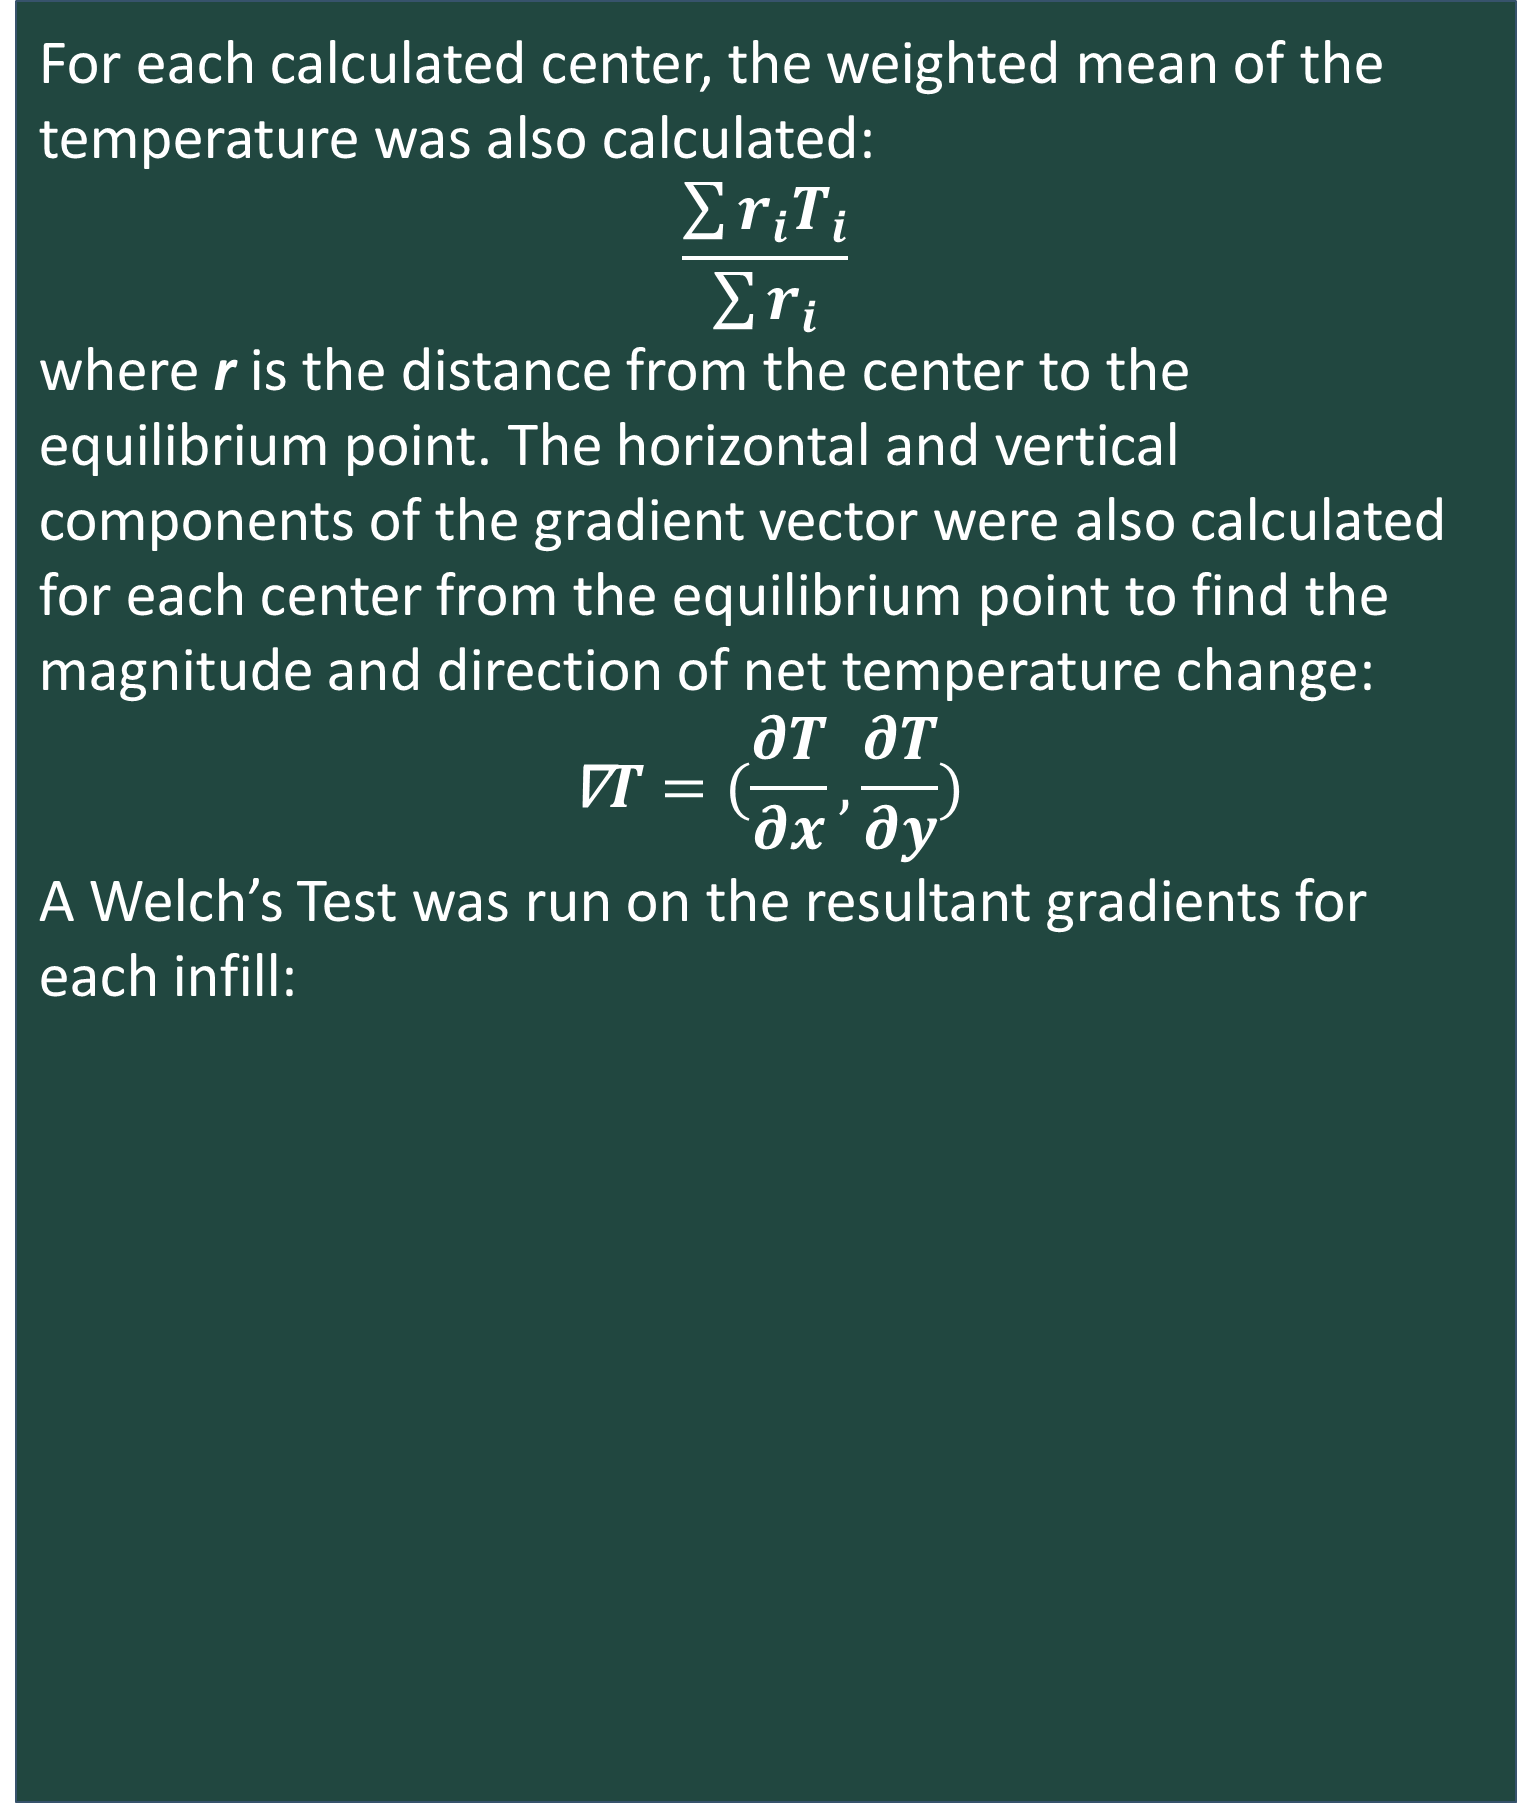 For each calculated center, the weighted mean of the
temperature was also calculated:
∑ rᵢTᵢ
∑ rᵢ
where r is the distance from the center to the
equilibrium point. The horizontal and vertical
components of the gradient vector were also calculated
for each center from the equilibrium point to find the
magnitude and direction of net temperature change:
∇T = (∂T/∂x, ∂T/∂y)
A Welch’s Test was run on the resultant gradients for
each infill: